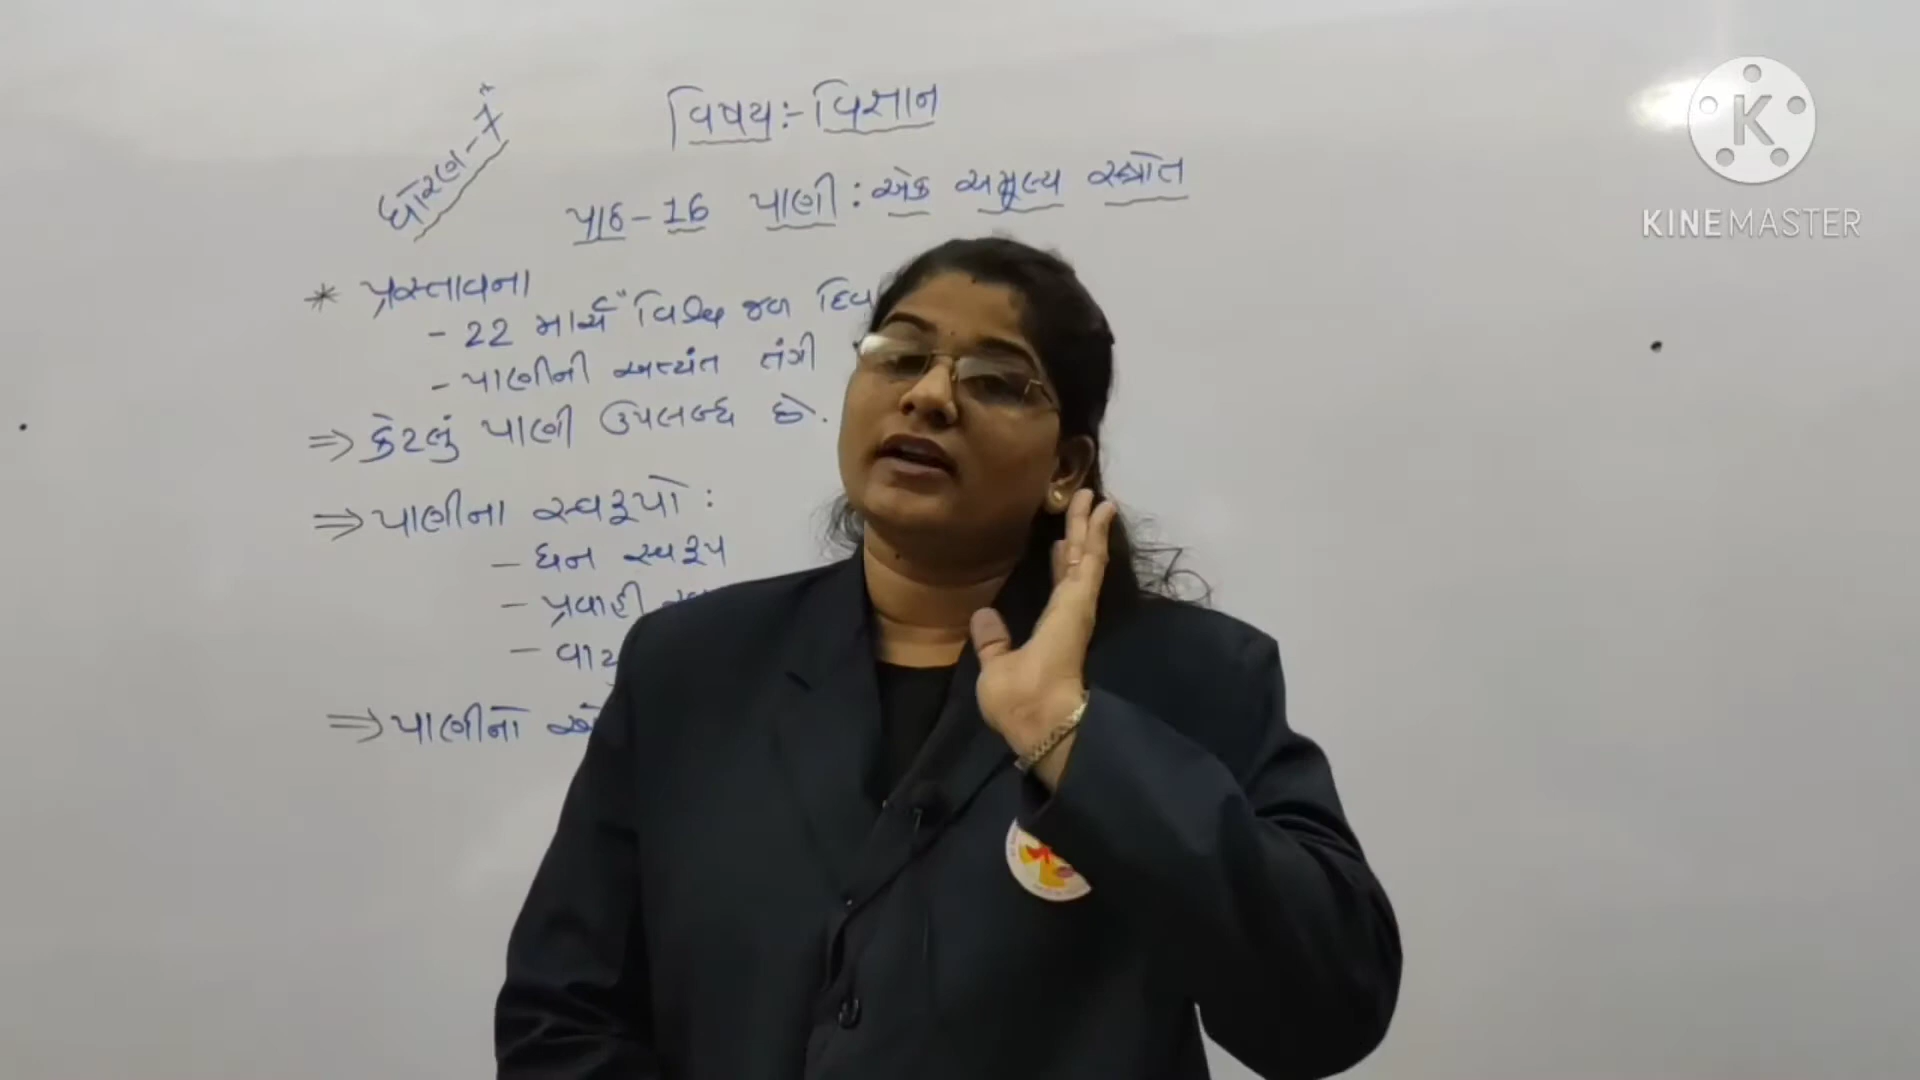 ધોરણ-7
વિષય:- વિજ્ઞાન
પાઠ-16 પાણી: એક અમૂલ્ય સ્ત્રોત
* પ્રસ્તાવના
- 22 માર્ચ "વિશ્વ જળ દિવ
- પાણીની અત્યંત તંગી
⇒ કેટલું પાણી ઉપલબ્ધ છે.
⇒ પાણીના સ્વરૂપો:
- ઘન સ્વરૂપ
- પ્રવાહી
- વાયુ
⇒ પાણીનો
KINEMASTER